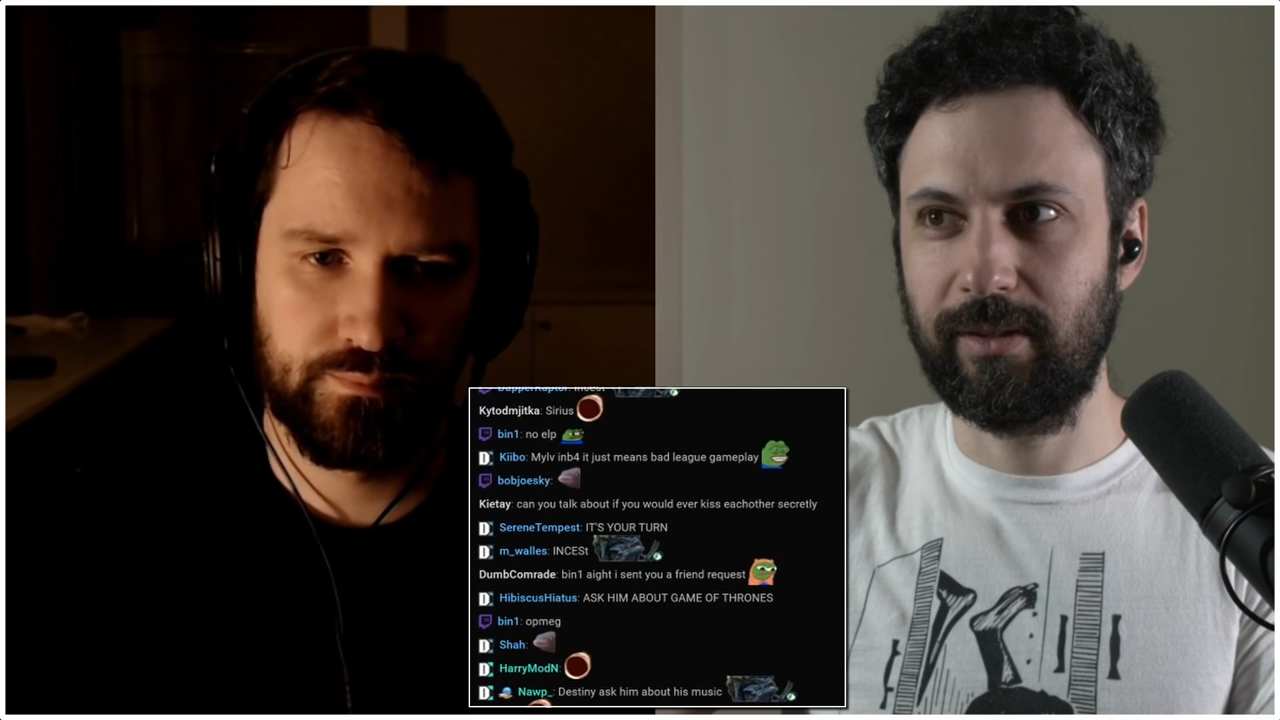 DapperRaptor: incest
Kytodmjitka: Sirius
bin1: no elp
Kiibo: Mylv inb4 it just means bad league gameplay
bobjoesky:
Kietay: can you talk about if you would ever kiss eachother secretly
SereneTempest: IT'S YOUR TURN
m_walles: INCESt
DumbComrade: bin1 aight i sent you a friend request
HibiscusHiatus: ASK HIM ABOUT GAME OF THRONES
bin1: opmeg
Shah:
HarryModN:
Nawp_: Destiny ask him about his music